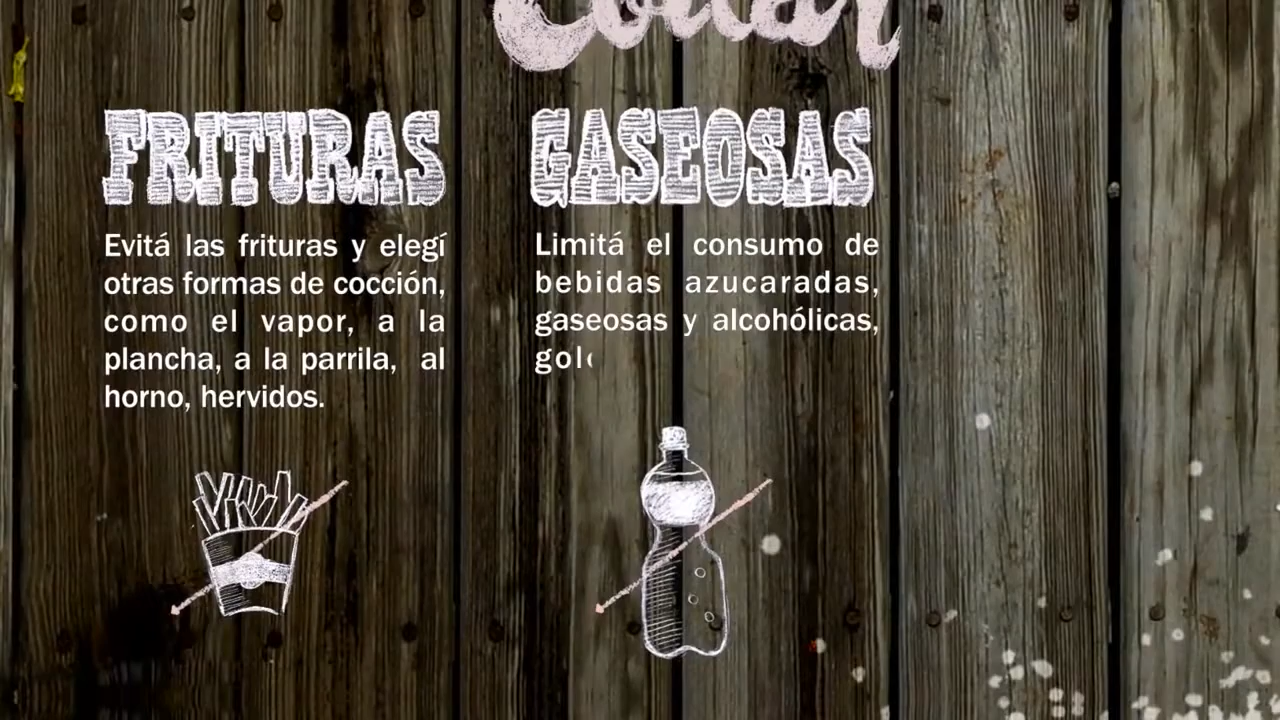 FRITURAS
Evitá las frituras y elegí
otras formas de cocción,
como el vapor, a la
plancha, a la parrila, al
horno, hervidos.
GASEOSAS
Limitá el consumo de
bebidas azucaradas,
gaseosas y alcohólicas,